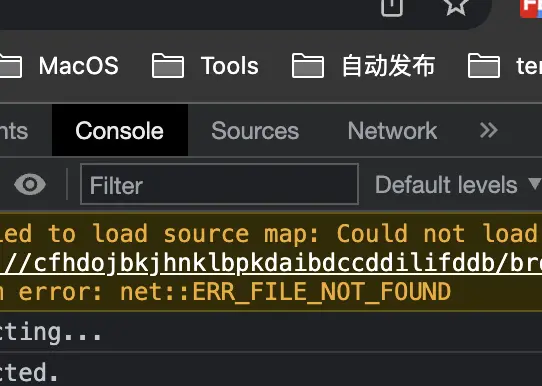 MacOS Tools 自动发布 ter
nts Console Sources Network
Filter Default levels
led to load source map: Could not load
://cfhdojbkjhnklbpkdaibdccddilifddb/bro
n error: net::ERR_FILE_NOT_FOUND
cting...
cted.